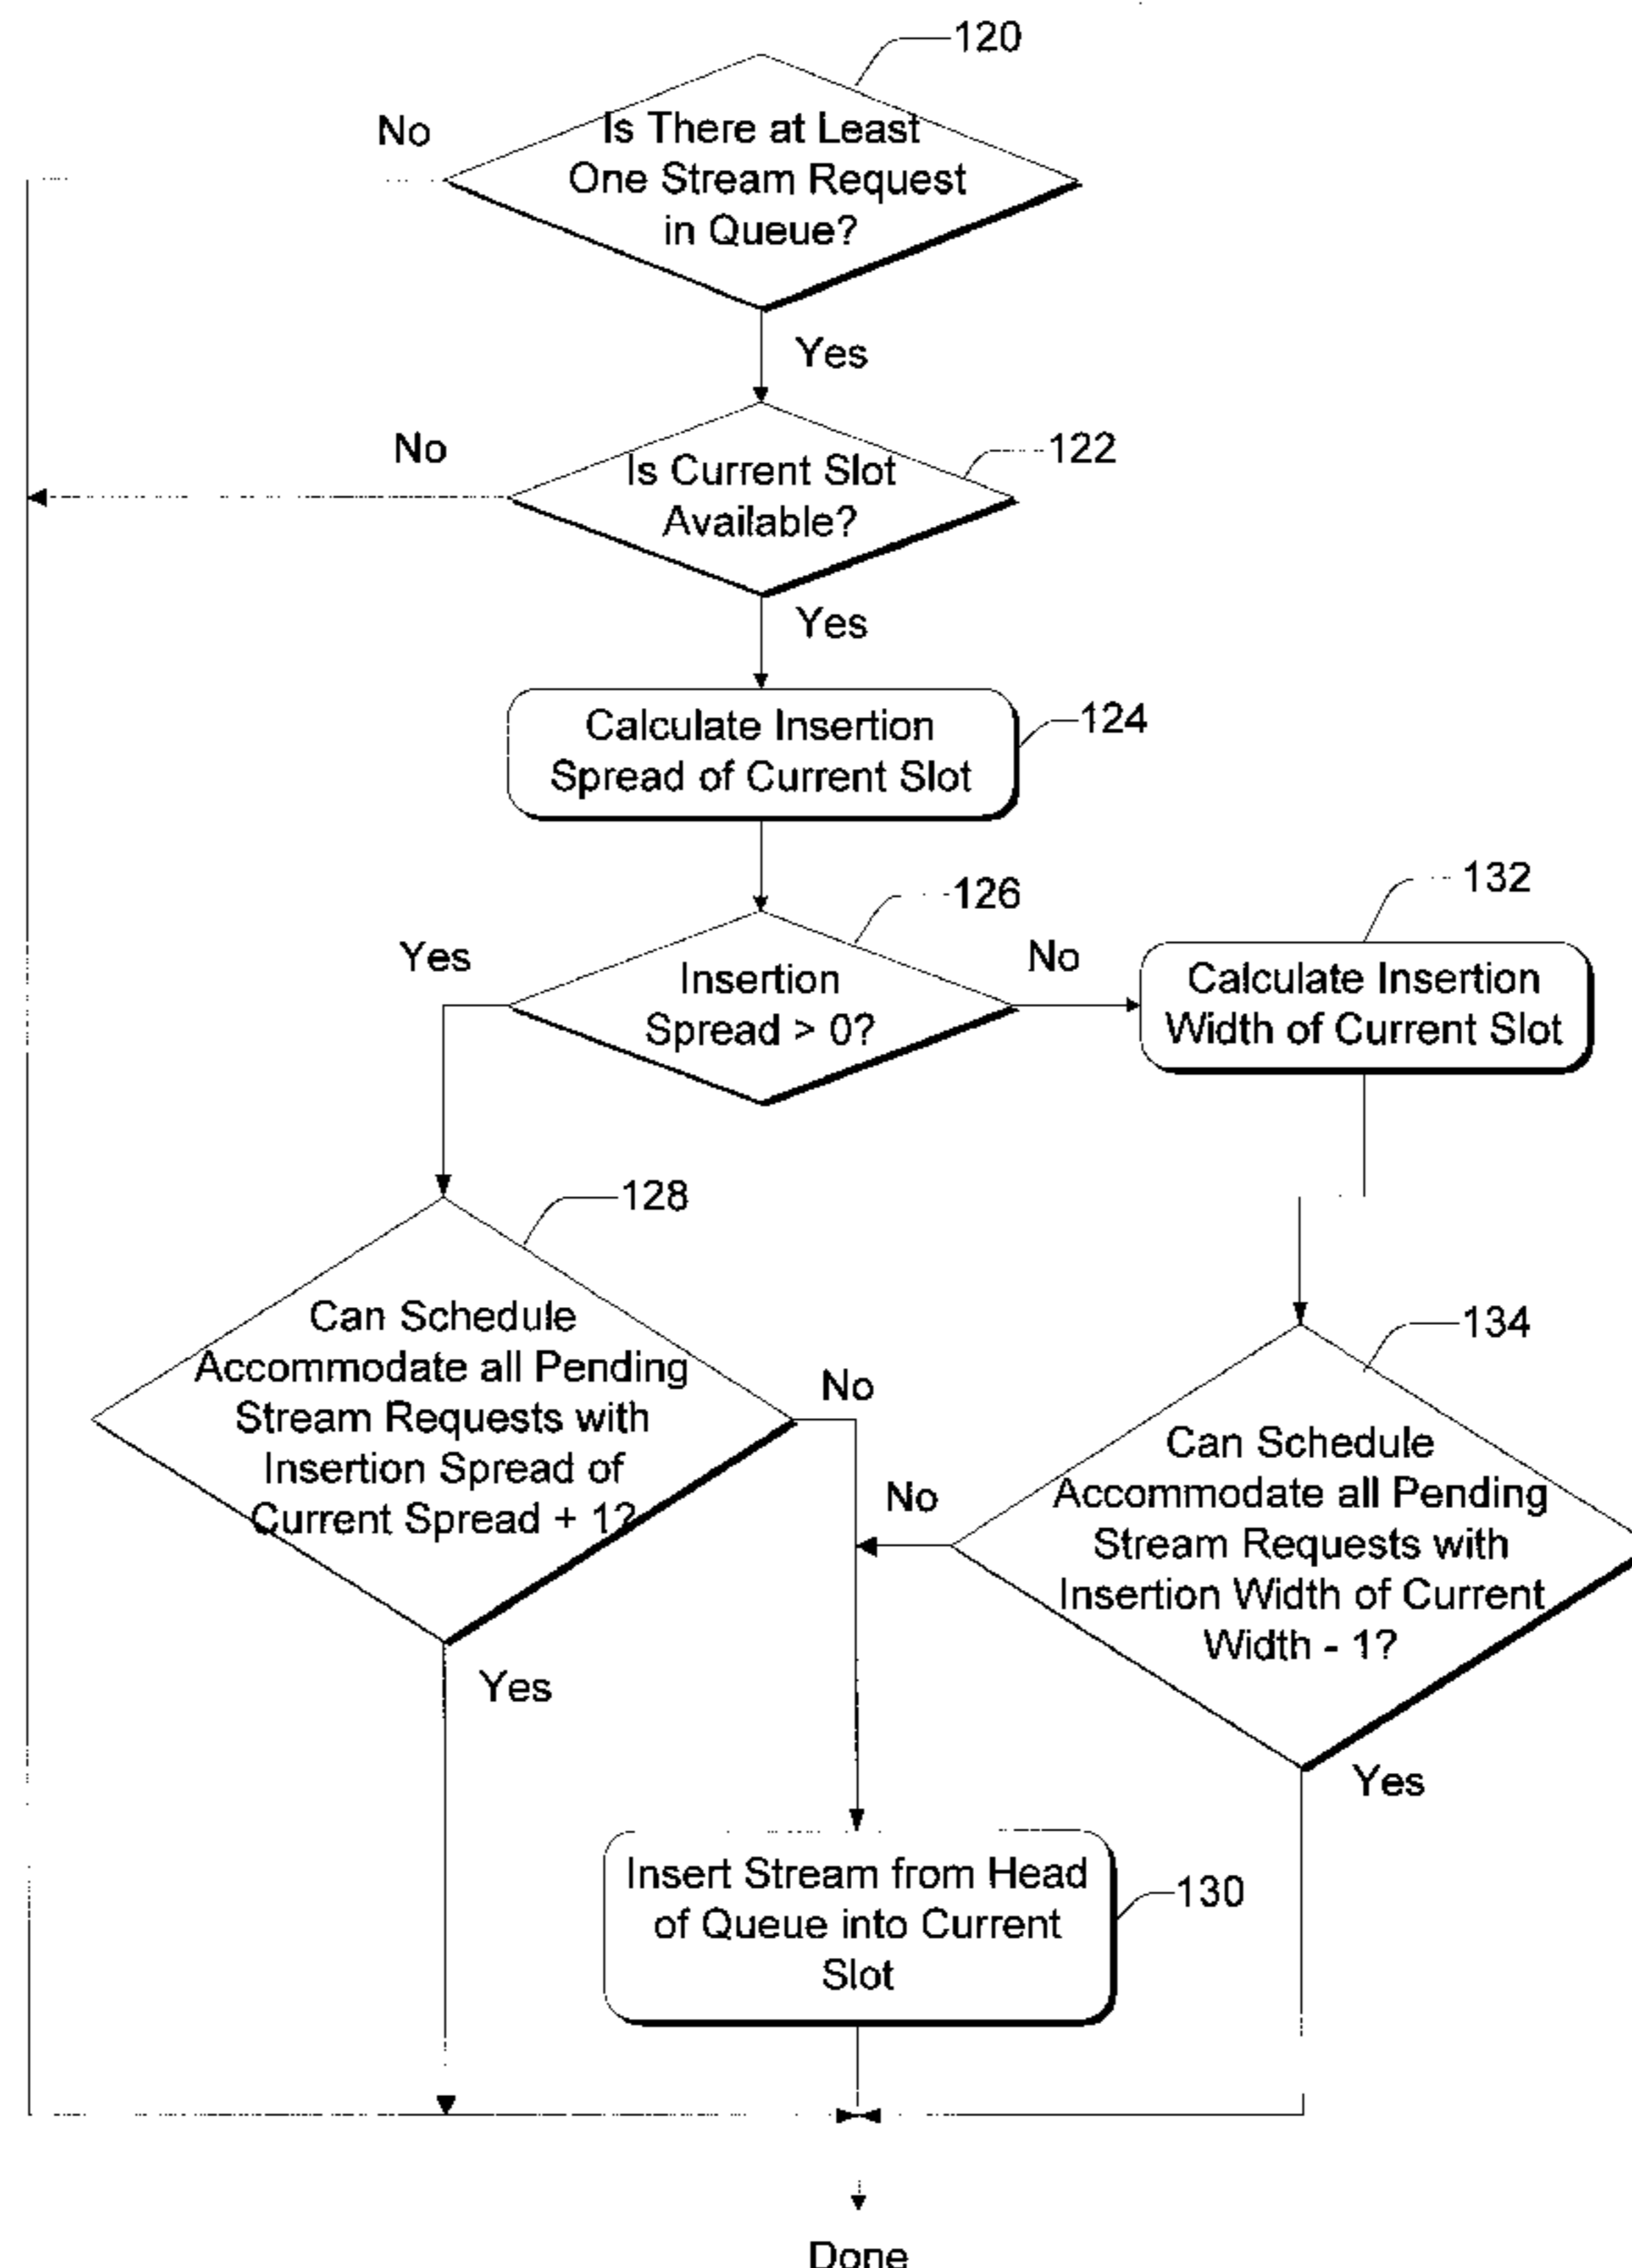 120
No
Is There at Least
One Stream Request
in Queue?
Yes
No
122
Is Current Slot
Available?
Yes
Calculate Insertion
Spread of Current Slot
124
126
132
Yes
Insertion
Spread > 0?
No
Calculate Insertion
Width of Current Slot
128
Can Schedule
Accommodate all Pending
Stream Requests with
Insertion Spread of
Current Spread + 1?
No
134
Can Schedule
Accommodate all Pending
Stream Requests with
Insertion Width of Current
Width - 1?
No
Yes
Yes
Insert Stream from Head
of Queue into Current
Slot
130
Done